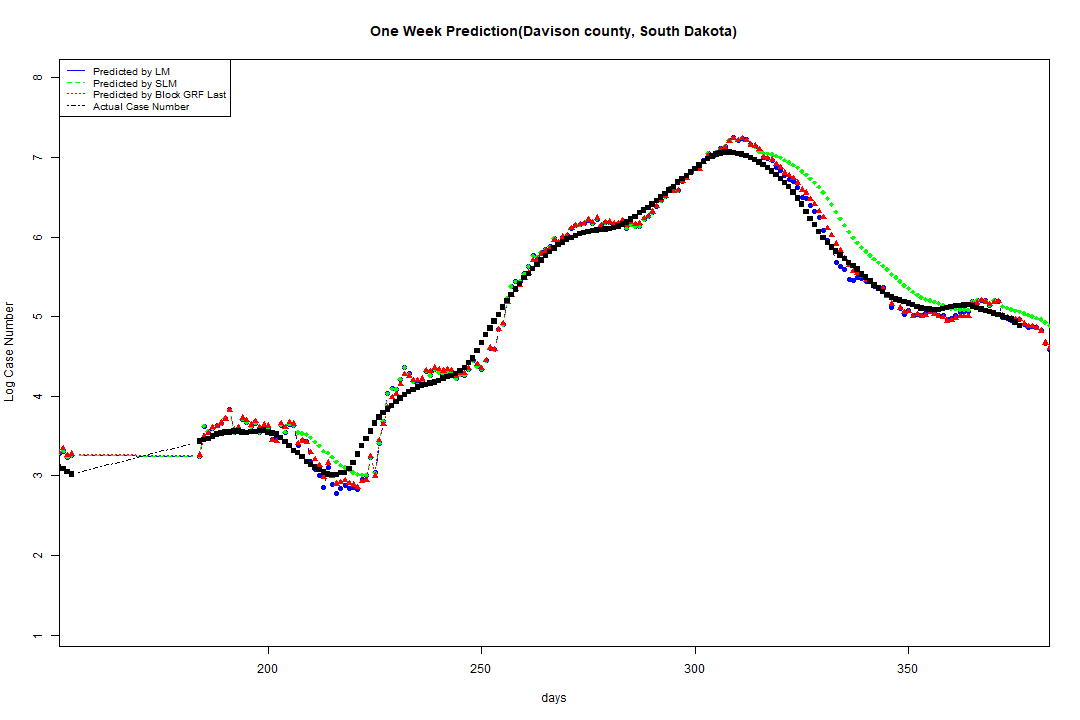 One Week Prediction(Davison county, South Dakota)
Predicted by LM
Predicted by SLM
Predicted by Block GRF Last
Actual Case Number
Log Case Number
8
7
6
5
4
3
2
1
200 250 300 350
days